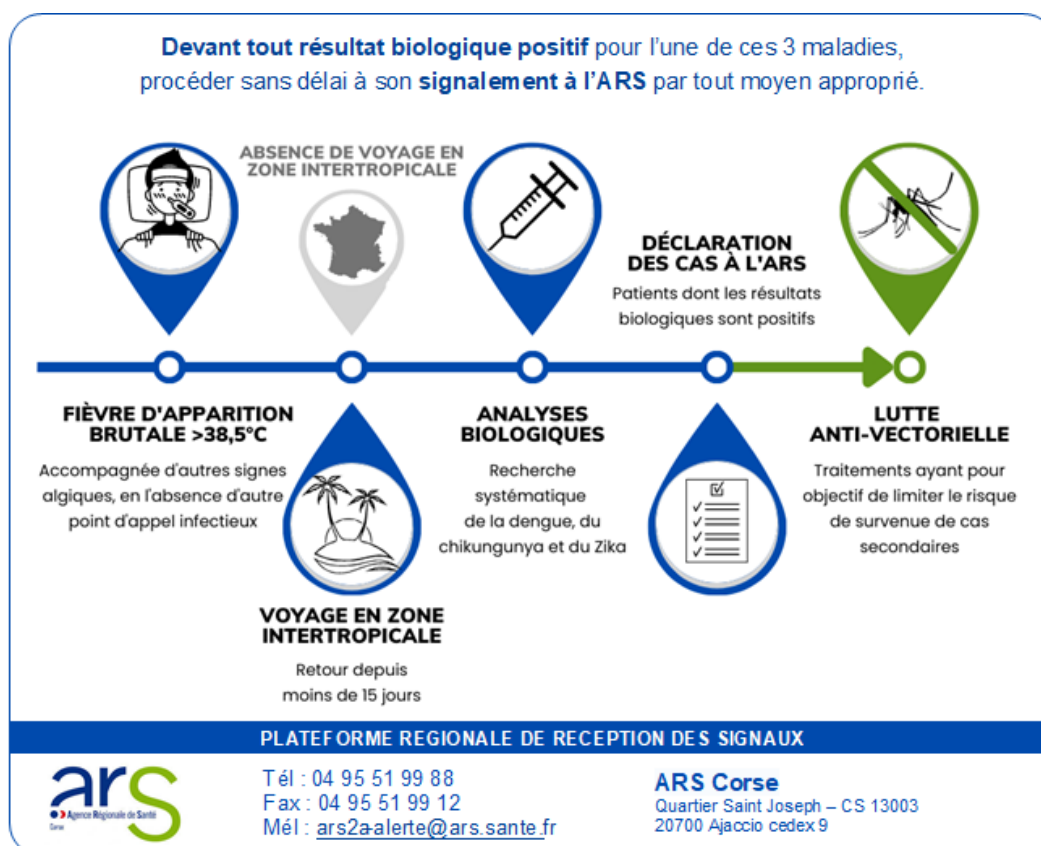 Devant tout résultat biologique positif pour l'une de ces 3 maladies,
procéder sans délai à son signalement à l'ARS par tout moyen approprié.
ABSENCE DE VOYAGE EN
ZONE INTERTROPICALE
DÉCLARATION
DES CAS À L'ARS
Patients dont les résultats
biologiques sont positifs
FIÈVRE D'APPARITION
BRUTALE >38,5°C
Accompagnée d'autres signes
algiques, en l'absence d'autre
point d'appel infectieux
ANALYSES
BIOLOGIQUES
Recherche
systématique
de la dengue, du
chikungunya et du Zika
LUTTE
ANTI-VECTORIELLE
Traitements ayant pour
objectif de limiter le risque
de survenue de cas
secondaires
VOYAGE EN ZONE
INTERTROPICALE
Retour depuis
moins de 15 jours
PLATEFORME REGIONALE DE RECEPTION DES SIGNAUX
ars
Agence Régionale de Santé
Corse
Tél : 04 95 51 99 88
Fax : 04 95 51 99 12
Mél : ars2a-alerte@ars.sante.fr
ARS Corse
Quartier Saint Joseph – CS 13003
20700 Ajaccio cedex 9